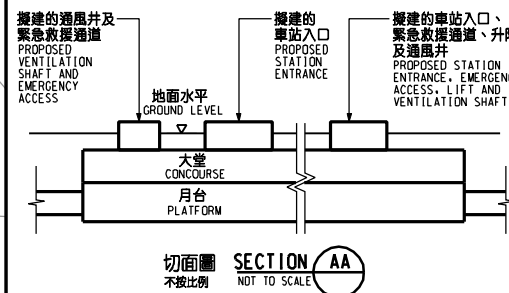 擬建的通風井及
緊急救援通道
PROPOSED
VENTILATION
SHAFT AND
EMERGENCY
ACCESS
擬建的
車站入口
PROPOSED
STATION
ENTRANCE
擬建的車站入口、
緊急救援通道、升
及通風井
PROPOSED STATION
ENTRANCE, EMERGENC
ACCESS, LIFT AND
VENTILATION SHAFT
地面水平
GROUND LEVEL
大堂
CONCOURSE
月台
PLATFORM
切面圖 SECTION AA
不按比例 NOT TO SCALE